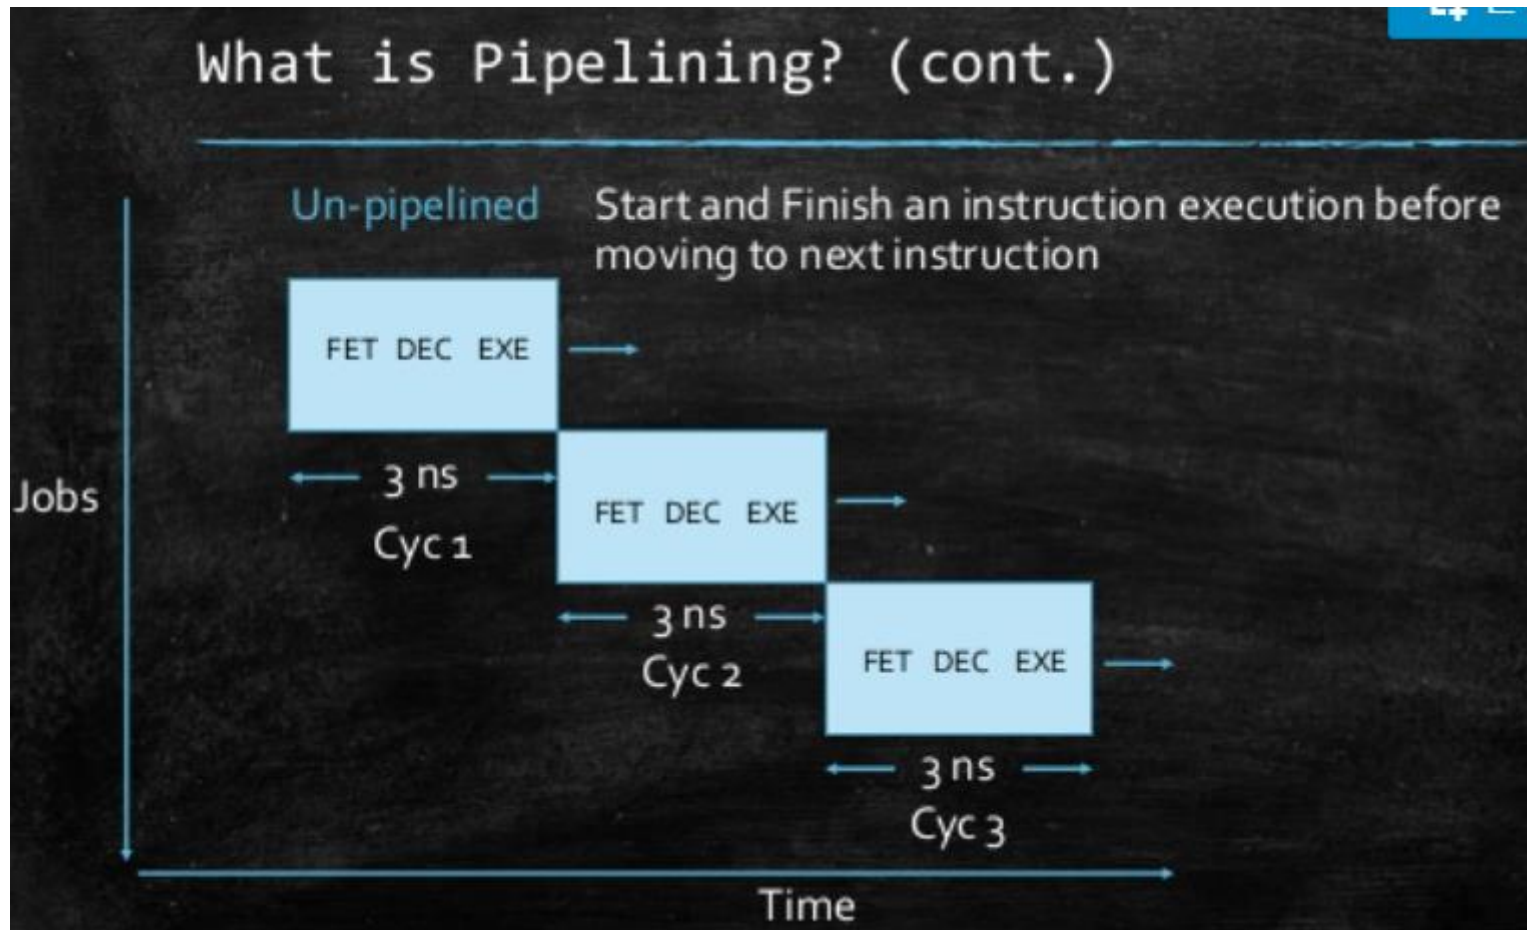 What is Pipelining? (cont.)
Un-pipelined
Start and Finish an instruction execution before
moving to next instruction
FET DEC EXE
3 ns
Cyc 1
FET DEC EXE
3 ns
Cyc 2
FET DEC EXE
3 ns
Cyc 3
Jobs
Time